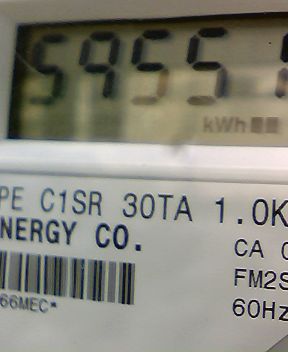 5955
kWh
PE C1SR 30TA 1.0K
NERGY CO.
CA
FM2S
66MEC*
60Hz